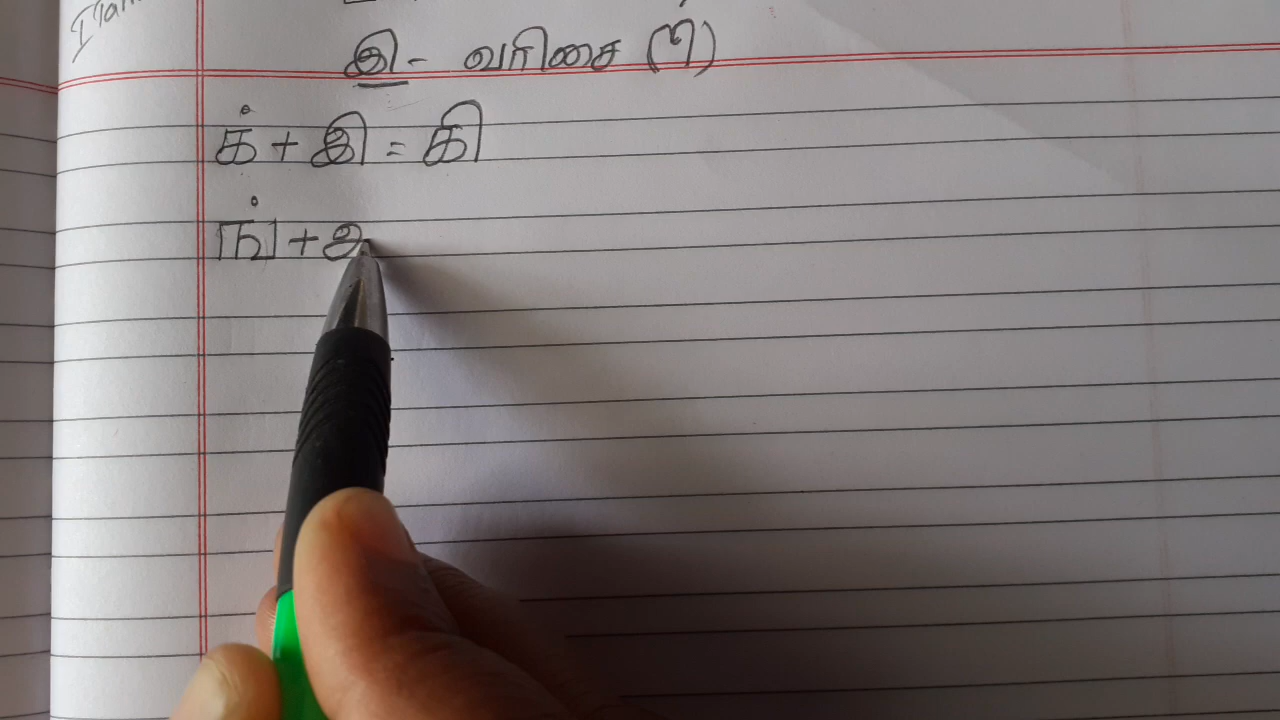 இ - வரிசை (ி)
க் + இ = கி
ங் +